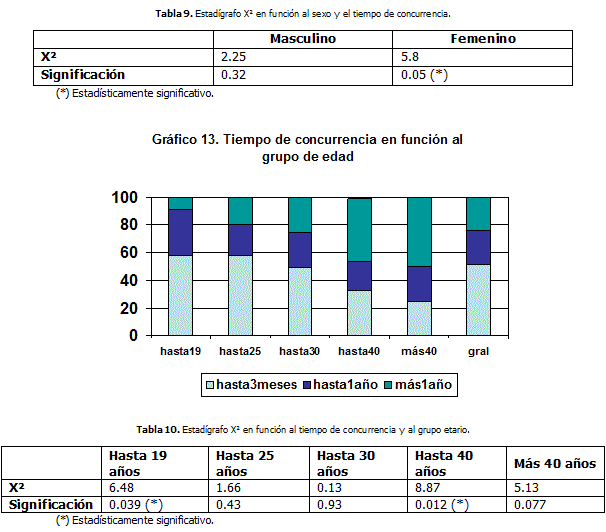 Tabla 9. Estadígrafo X² en función al sexo y el tiempo de concurrencia.
Masculino Femenino
X² 2.25 5.8
Significación 0.32 0.05 (*)
(*) Estadísticamente significativo.
Gráfico 13. Tiempo de concurrencia en función al
grupo de edad
100
80
60
40
20
0
hasta19 hasta25 hasta30 hasta40 más40 gral
hasta3meses hasta1año más1año
Tabla 10. Estadígrafo X² en función al tiempo de concurrencia y al grupo etario.
Hasta 19 años Hasta 25 años Hasta 30 años Hasta 40 años Más 40 años
X² 6.48 1.66 0.13 8.87 5.13
Significación 0.039 (*) 0.43 0.93 0.012 (*) 0.077
(*) Estadísticamente significativo.